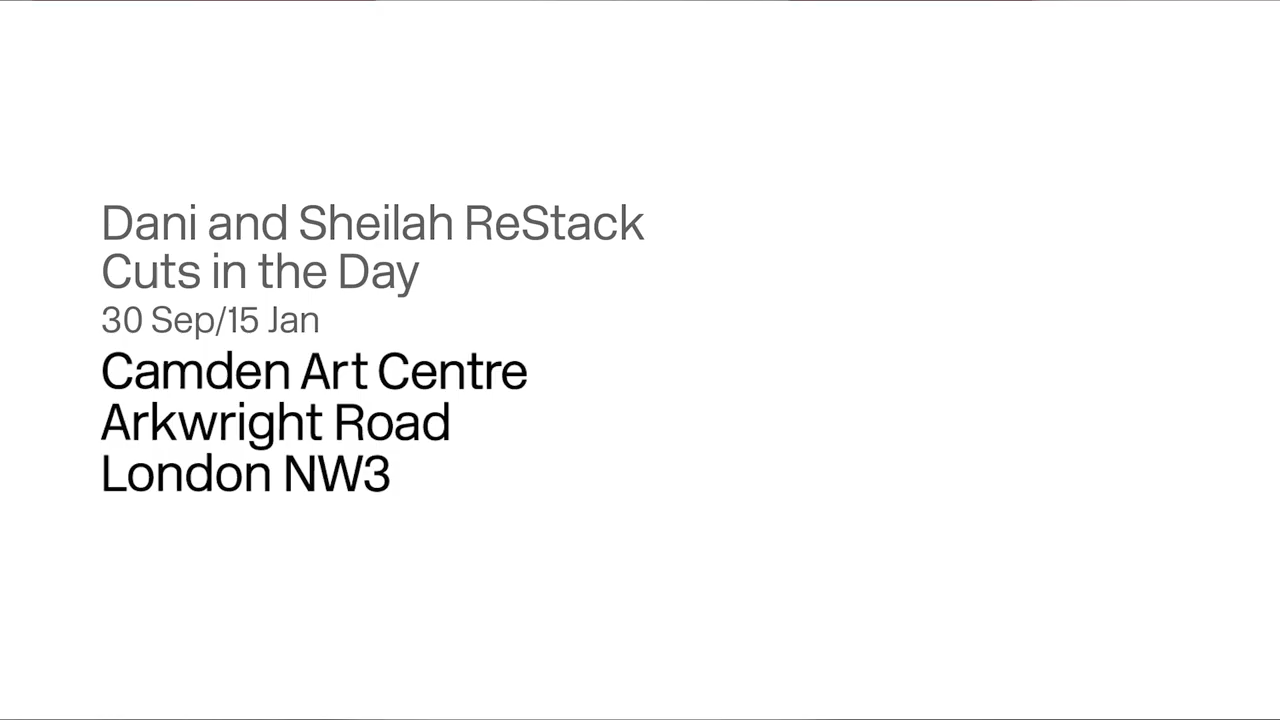 Dani and Sheilah ReStack
Cuts in the Day
30 Sep/15 Jan
Camden Art Centre
Arkwright Road
London NW3